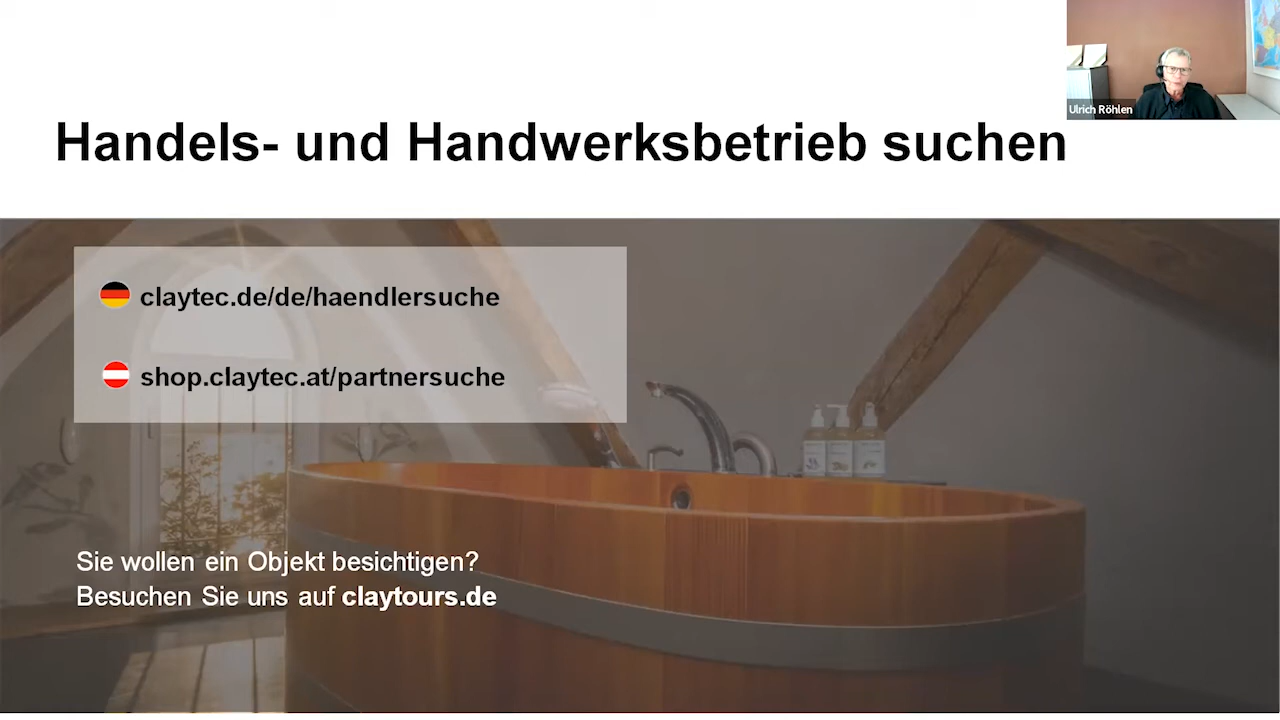 Ulrich Röhlen
Handels- und Handwerksbetrieb suchen
claytec.de/de/haendlersuche
shop.claytec.at/partnersuche
Sie wollen ein Objekt besichtigen?
Besuchen Sie uns auf claytours.de